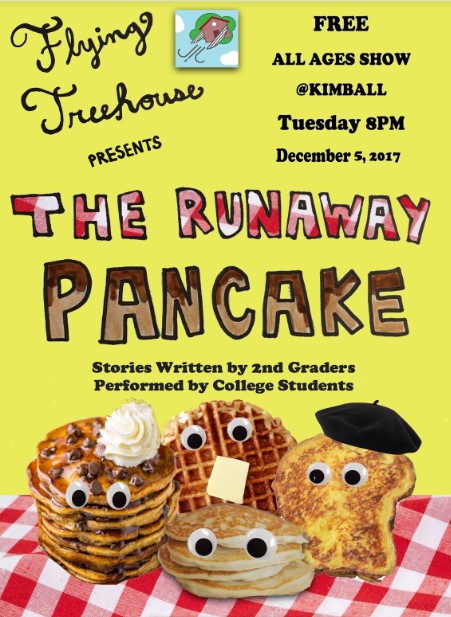 Flying
Treehouse
PRESENTS
FREE
ALL AGES SHOW
@KIMBALL
Tuesday 8PM
December 5, 2017
THE RUNAWAY
PANCAKE
Stories Written by 2nd Graders
Performed by College Students